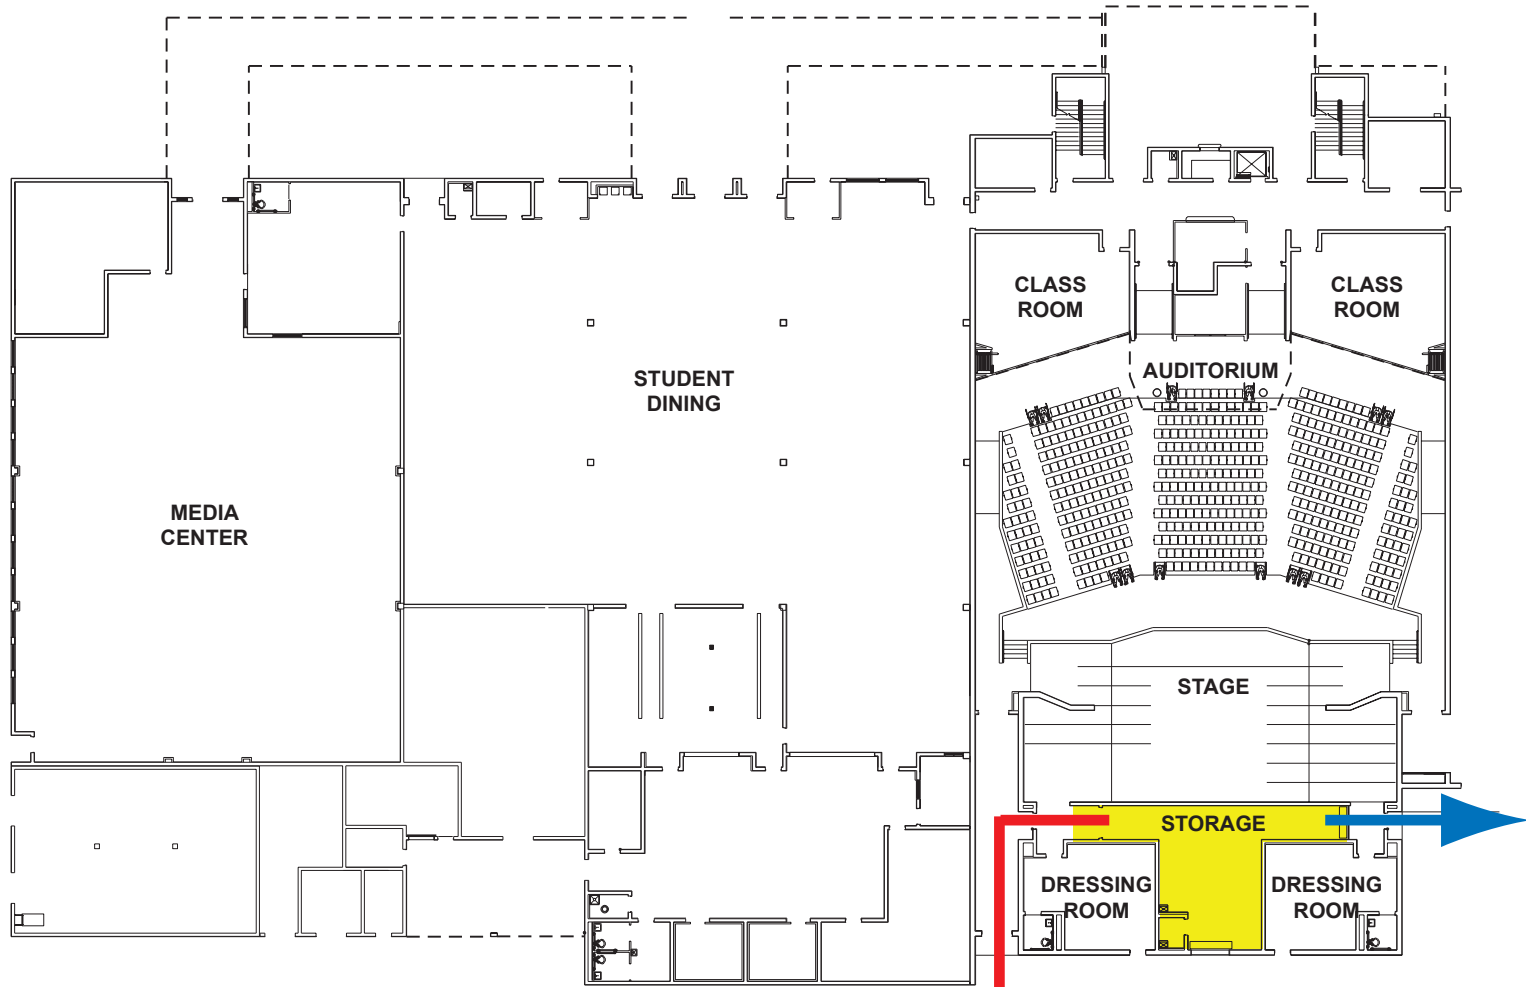 CLASS
ROOM
CLASS
ROOM
AUDITORIUM
STUDENT
DINING
MEDIA
CENTER
STAGE
STORAGE
DRESSING
ROOM
DRESSING
ROOM